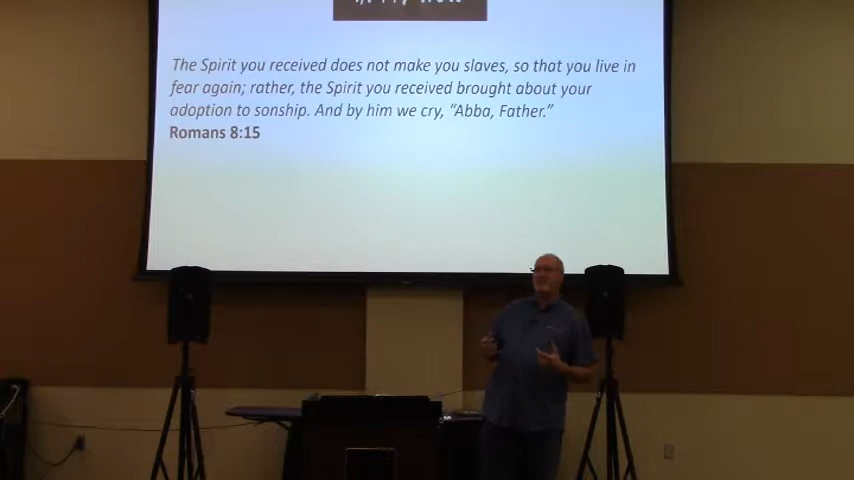 The Spirit you received does not make you slaves, so that you live in
fear again; rather, the Spirit you received brought about your
adoption to sonship. And by him we cry, “Abba, Father.”
Romans 8:15